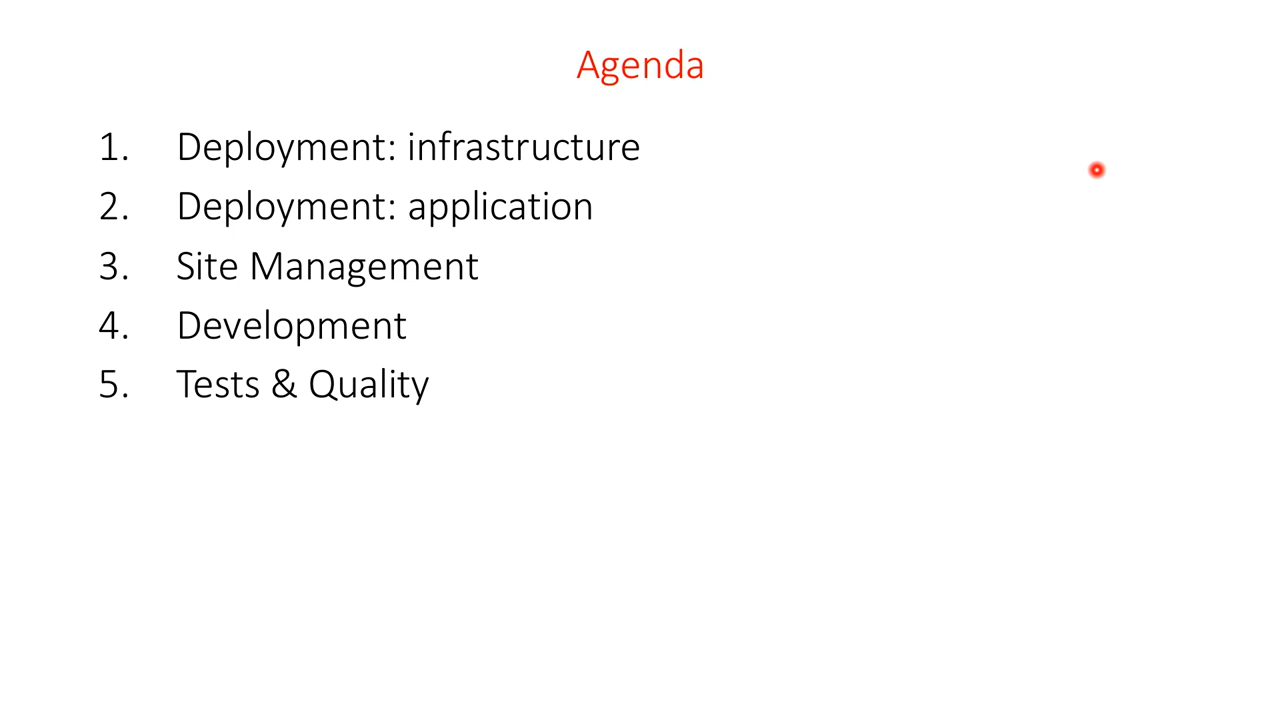 Agenda
1. Deployment: infrastructure
2. Deployment: application
3. Site Management
4. Development
5. Tests & Quality